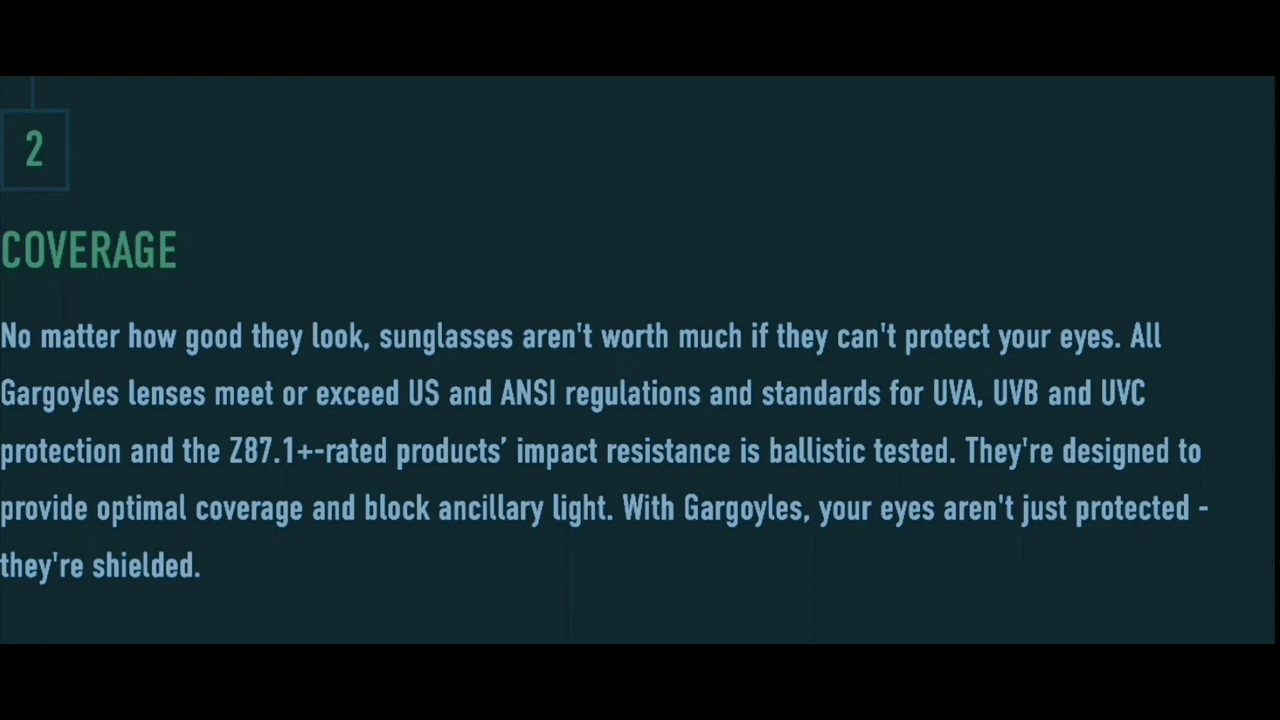 2
COVERAGE
No matter how good they look, sunglasses aren't worth much if they can't protect your eyes. All
Gargoyles lenses meet or exceed US and ANSI regulations and standards for UVA, UVB and UVC
protection and the Z87.1+-rated products’ impact resistance is ballistic tested. They're designed to
provide optimal coverage and block ancillary light. With Gargoyles, your eyes aren't just protected -
they're shielded.